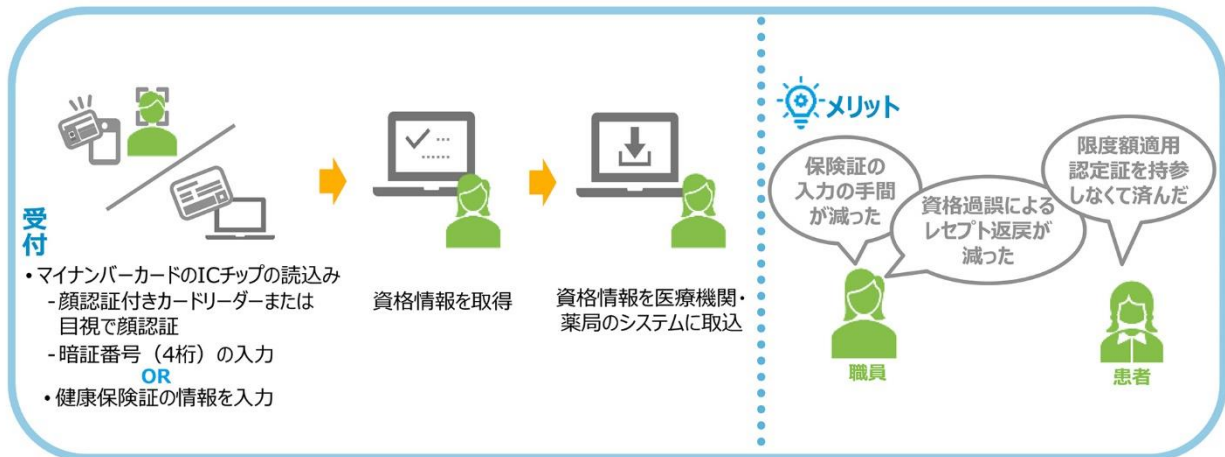 受付
・マイナンバーカードのICチップの読込み
-顔認証付きカードリーダーまたは
目視で顔認証
-暗証番号（4桁）の入力
OR
・健康保険証の情報を入力
資格情報を取得
資格情報を医療機関・
薬局のシステムに取込
メリット
保険証の
入力の手間
が減った
資格過誤による
レセプト返戻が
減った
限度額適用
認定証を持参
しなくて済んだ
職員
患者